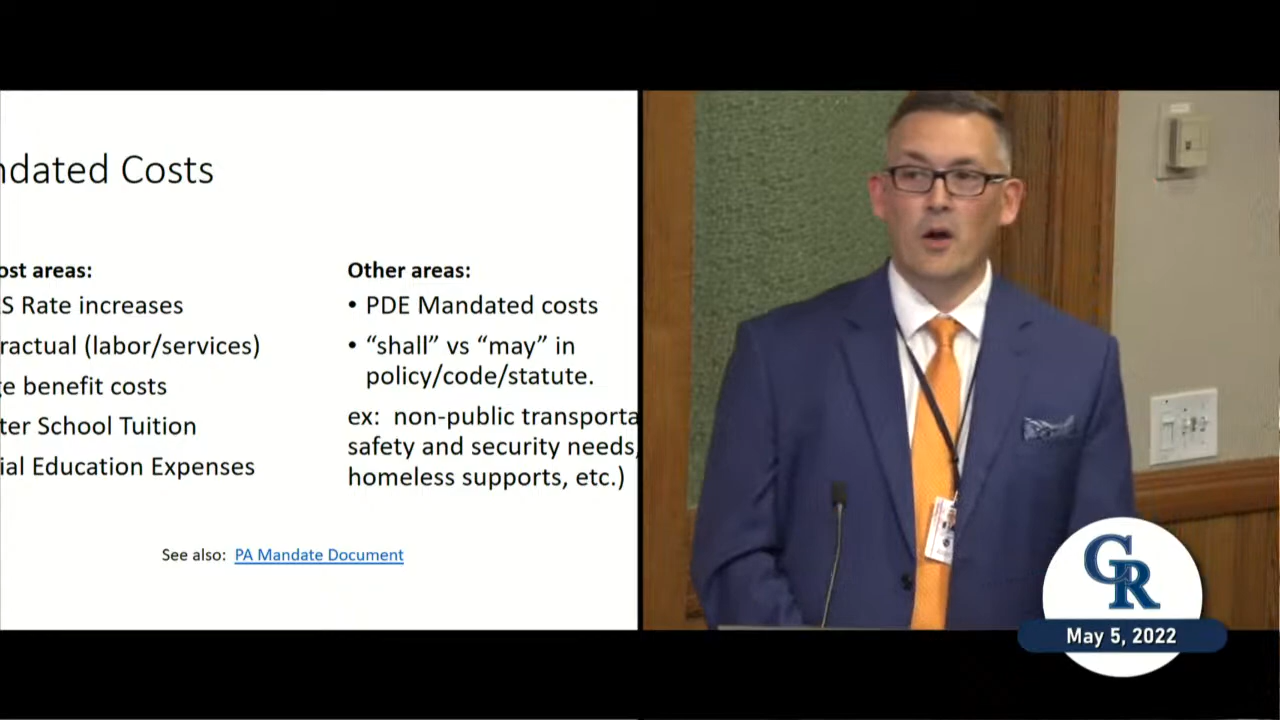 ndated Costs
ost areas:
S Rate increases
ractual (labor/services)
ge benefit costs
ter School Tuition
ial Education Expenses
Other areas:
• PDE Mandated costs
• “shall” vs “may” in
policy/code/statute.
ex:  non-public transporta
safety and security needs,
homeless supports, etc.)
See also:  PA Mandate Document
GR
May 5, 2022